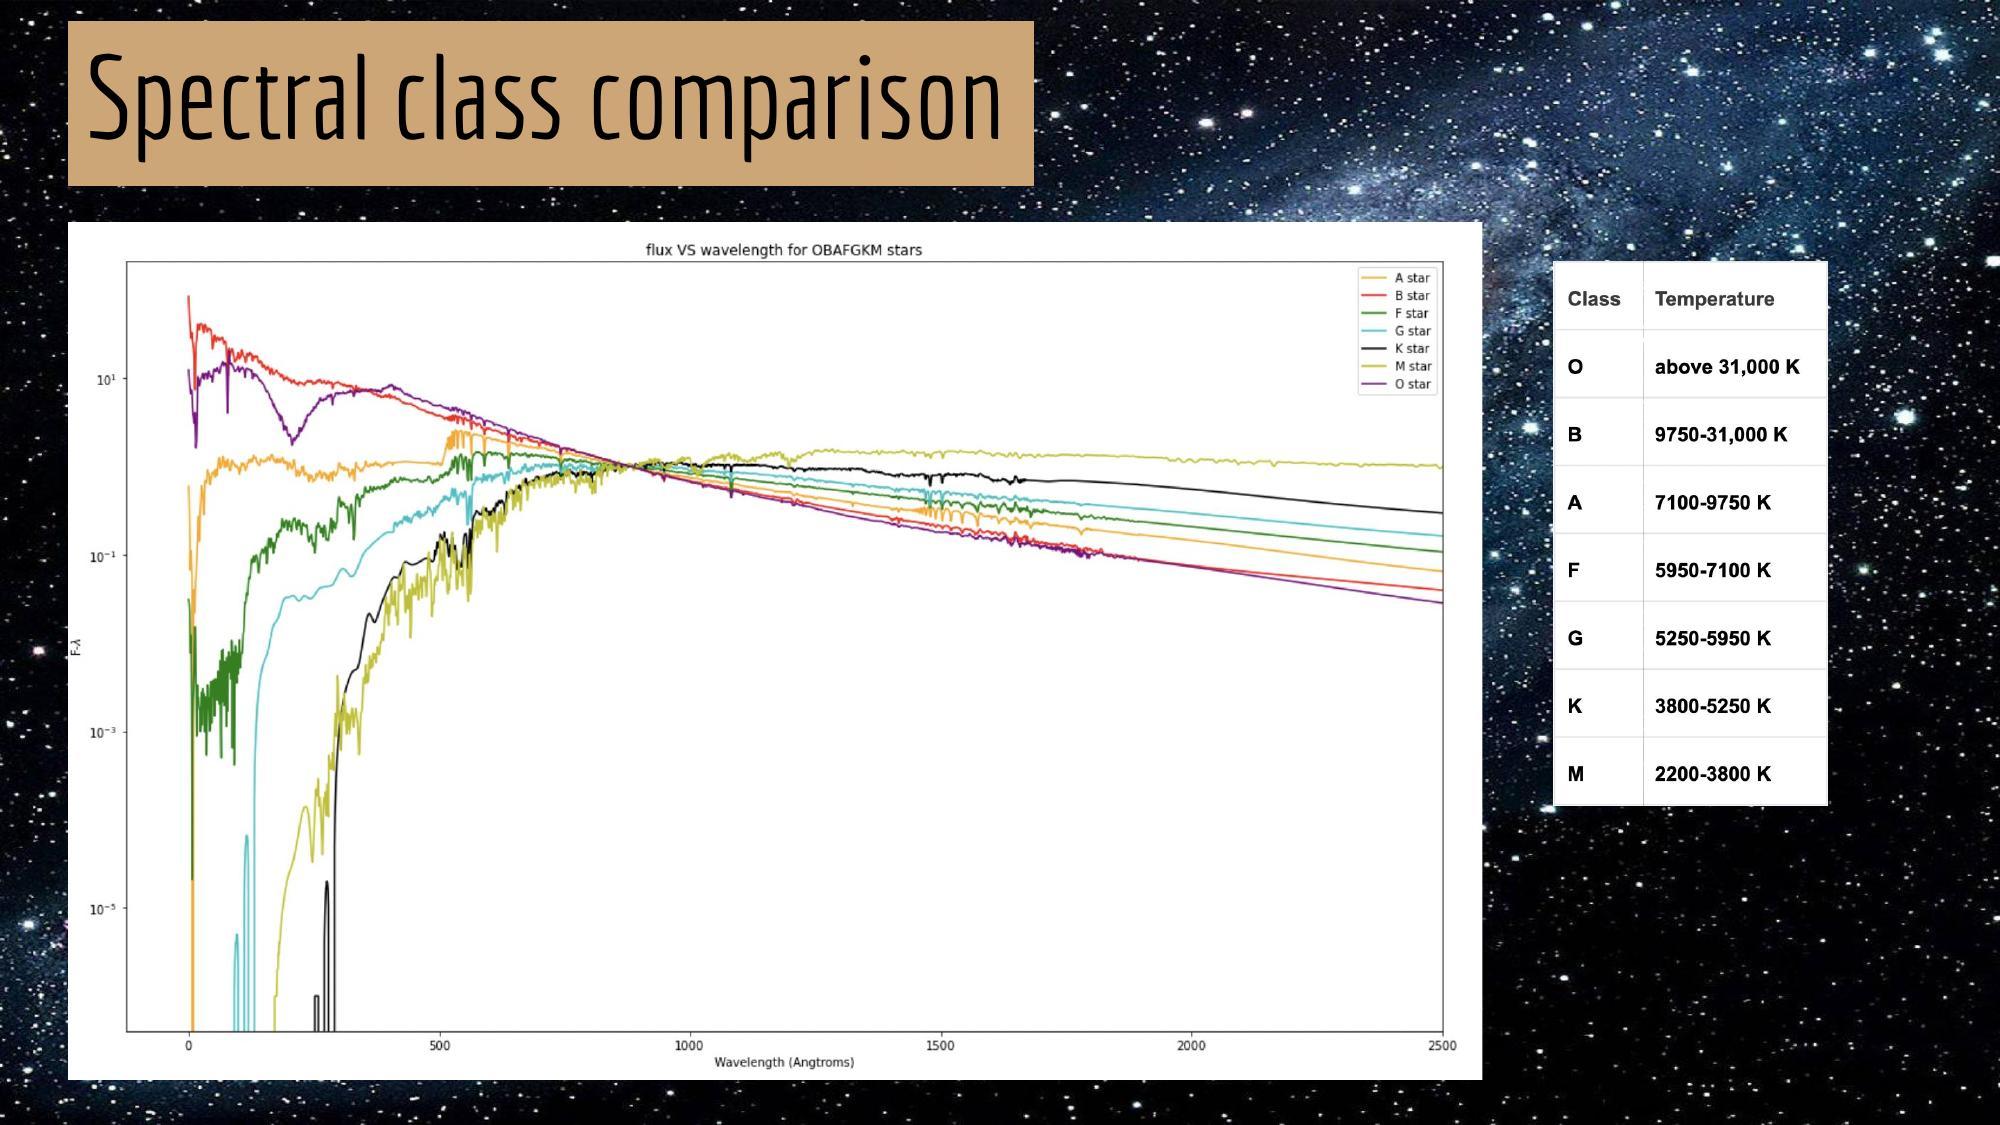 Spectral class comparison
flux VS wavelength for OBAFGKM stars
A star
B star
F star
G star
K star
M star
O star
10¹
10⁻¹
10⁻³
10⁻⁵
F-λ
0 500 1000 1500 2000 2500
Wavelength (Angtroms)
Class Temperature
O above 31,000 K
B 9750-31,000 K
A 7100-9750 K
F 5950-7100 K
G 5250-5950 K
K 3800-5250 K
M 2200-3800 K